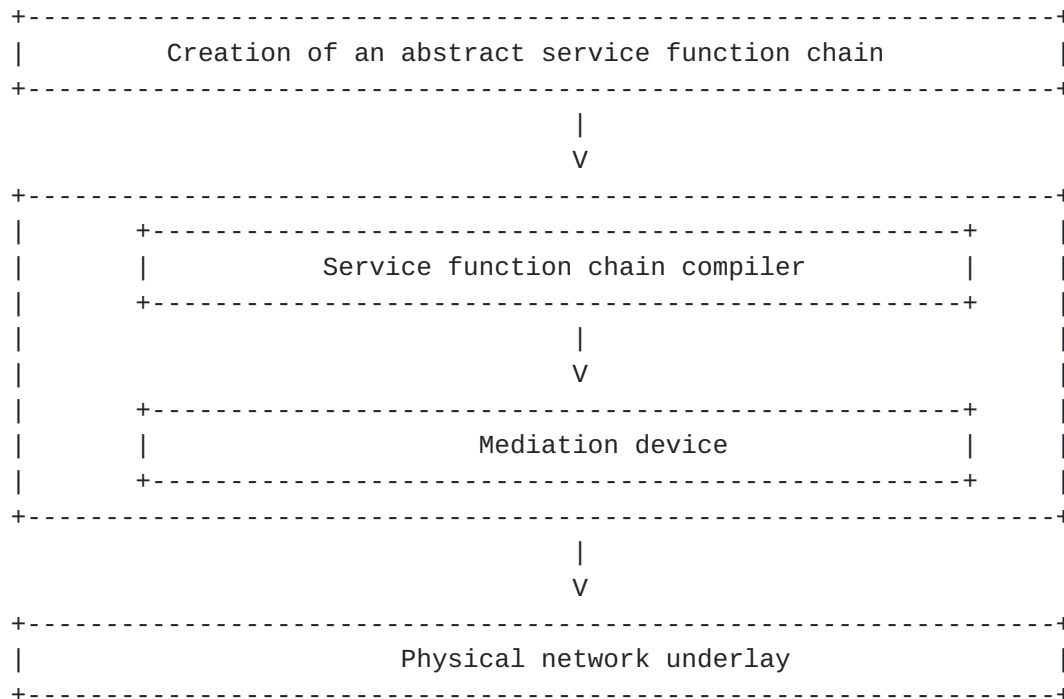 Creation of an abstract service function chain
V
Service function chain compiler
V
Mediation device
V
Physical network underlay